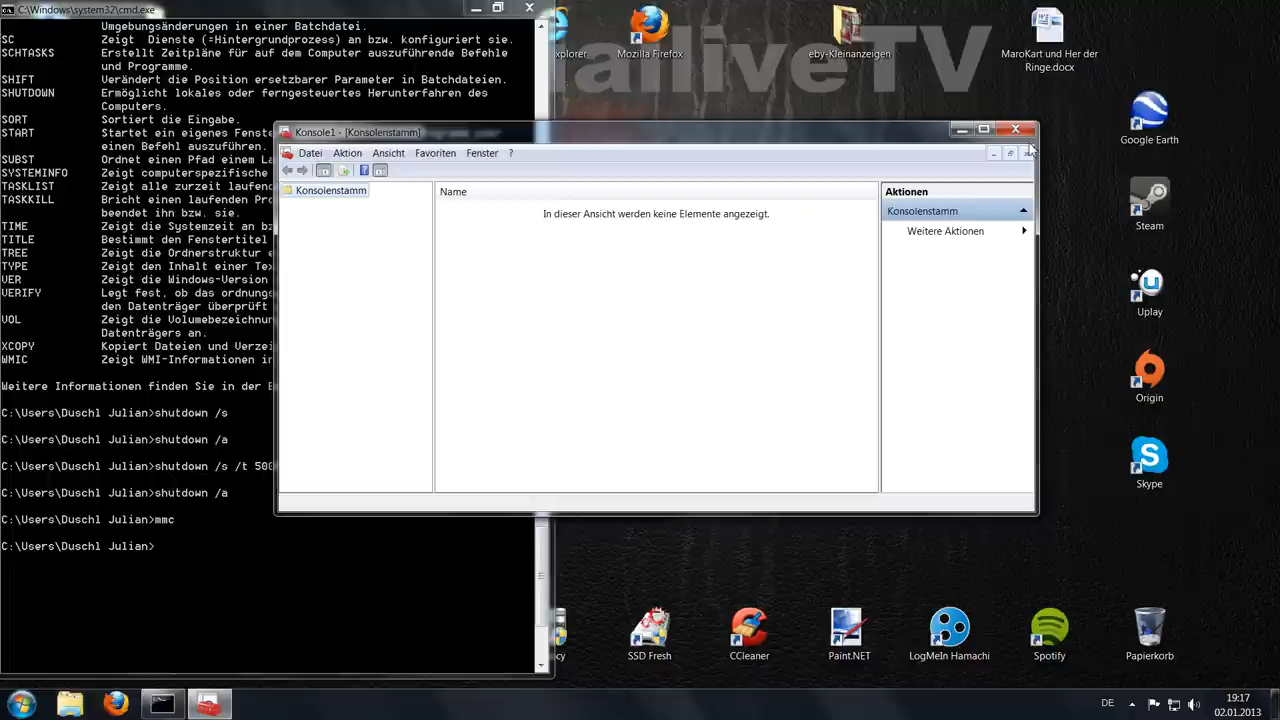 C:\Windows\system32\cmd.exe
Umgebungsänderungen in einer Batchdatei.
SC Zeigt Dienste (=Hintergrundprozess) an bzw. konfiguriert sie.
SCHTASKS Erstellt Zeitpläne für auf dem Computer auszuführende Befehle
und Programme.
SHIFT Verändert die Position ersetzbarer Parameter in Batchdateien.
SHUTDOWN Ermöglicht lokales oder ferngesteuertes Herunterfahren des
Computers.
SORT Sortiert die Eingabe.
START Startet ein eigenes Fenste
einen Befehl auszuführen.
SUBST Ordnet einen Pfad einem La
SYSTEMINFO Zeigt computerspezifische
TASKLIST Zeigt alle zurzeit laufend
TASKKILL Bricht einen laufenden Pro
beendet ihn bzw. sie.
TIME Zeigt die Systemzeit an bz
TITLE Bestimmt den Fenstertitel
TREE Zeigt die Ordnerstruktur e
TYPE Zeigt den Inhalt einer Tex
VER Zeigt die Windows-Version
VERIFY Legt fest, ob das ordnungs
den Datenträger überprüft
VOL Zeigt die Volumebezeichnun
Datenträgers an.
XCOPY Kopiert Dateien und Verzei
WMIC Zeigt WMI-Informationen in
Weitere Informationen finden Sie in der B
C:\Users\Duschl Julian>shutdown /s
C:\Users\Duschl Julian>shutdown /a
C:\Users\Duschl Julian>shutdown /s /t 500
C:\Users\Duschl Julian>shutdown /a
C:\Users\Duschl Julian>mmc
C:\Users\Duschl Julian>
Konsole1 - [Konsolenstamm]
Datei Aktion Ansicht Favoriten Fenster ?
Konsolenstamm
Name
In dieser Ansicht werden keine Elemente angezeigt.
Aktionen
Konsolenstamm
Weitere Aktionen
ailiveTV
xplorer
Mozilla Firefox
eby-Kleinanzeigen
MaroKart und Her der
Ringe.docx
Google Earth
Steam
Uplay
Origin
Skype
cy
SSD Fresh
CCleaner
Paint.NET
LogMeIn Hamachi
Spotify
Papierkorb
DE
19:17
02.01.2013